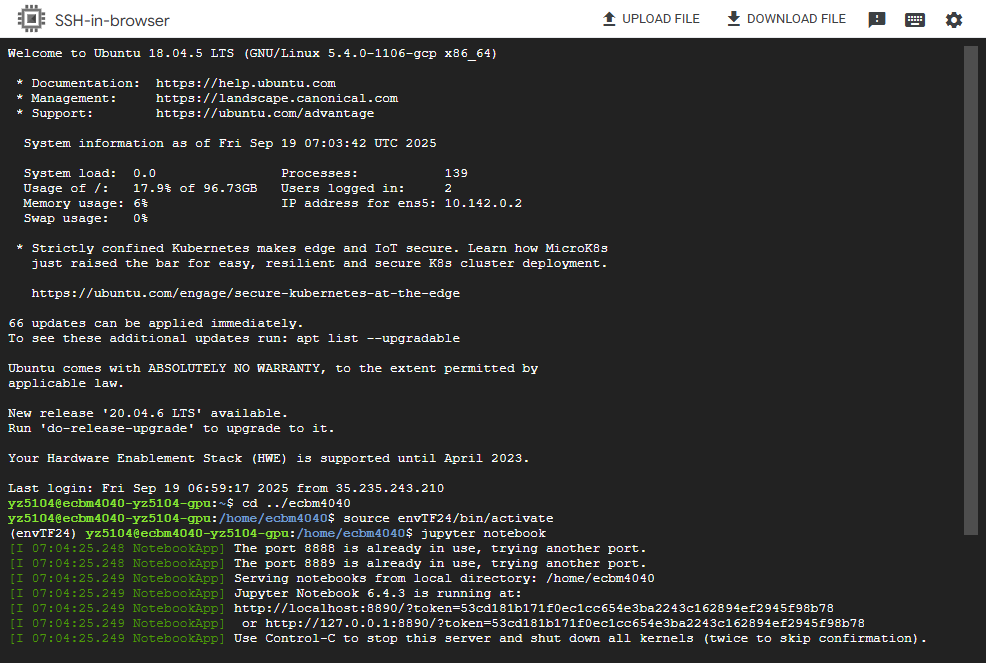 SSH-in-browser
UPLOAD FILE
DOWNLOAD FILE
Welcome to Ubuntu 18.04.5 LTS (GNU/Linux 5.4.0-1106-gcp x86_64)
* Documentation:  https://help.ubuntu.com
* Management:     https://landscape.canonical.com
* Support:        https://ubuntu.com/advantage
System information as of Fri Sep 19 07:03:42 UTC 2025
System load:  0.0                Processes:           139
Usage of /:   17.9% of 96.73GB   Users logged in:     2
Memory usage: 6%                 IP address for ens5: 10.142.0.2
Swap usage:   0%
* Strictly confined Kubernetes makes edge and IoT secure. Learn how MicroK8s
just raised the bar for easy, resilient and secure K8s cluster deployment.
https://ubuntu.com/engage/secure-kubernetes-at-the-edge
66 updates can be applied immediately.
To see these additional updates run: apt list --upgradable
Ubuntu comes with ABSOLUTELY NO WARRANTY, to the extent permitted by
applicable law.
New release '20.04.6 LTS' available.
Run 'do-release-upgrade' to upgrade to it.
Your Hardware Enablement Stack (HWE) is supported until April 2023.
Last login: Fri Sep 19 06:59:17 2025 from 35.235.243.210
yz5104@ecbm4040-yz5104-gpu:~$ cd ../ecbm4040
yz5104@ecbm4040-yz5104-gpu:/home/ecbm4040$ source envTF24/bin/activate
(envTF24) yz5104@ecbm4040-yz5104-gpu:/home/ecbm4040$ jupyter notebook
[I 07:04:25.248 NotebookApp] The port 8888 is already in use, trying another port.
[I 07:04:25.248 NotebookApp] The port 8889 is already in use, trying another port.
[I 07:04:25.249 NotebookApp] Serving notebooks from local directory: /home/ecbm4040
[I 07:04:25.249 NotebookApp] Jupyter Notebook 6.4.3 is running at:
[I 07:04:25.249 NotebookApp] http://localhost:8890/?token=53cd181b171f0ec1cc654e3ba2243c162894ef2945f98b78
[I 07:04:25.249 NotebookApp]  or http://127.0.0.1:8890/?token=53cd181b171f0ec1cc654e3ba2243c162894ef2945f98b78
[I 07:04:25.249 NotebookApp] Use Control-C to stop this server and shut down all kernels (twice to skip confirmation).